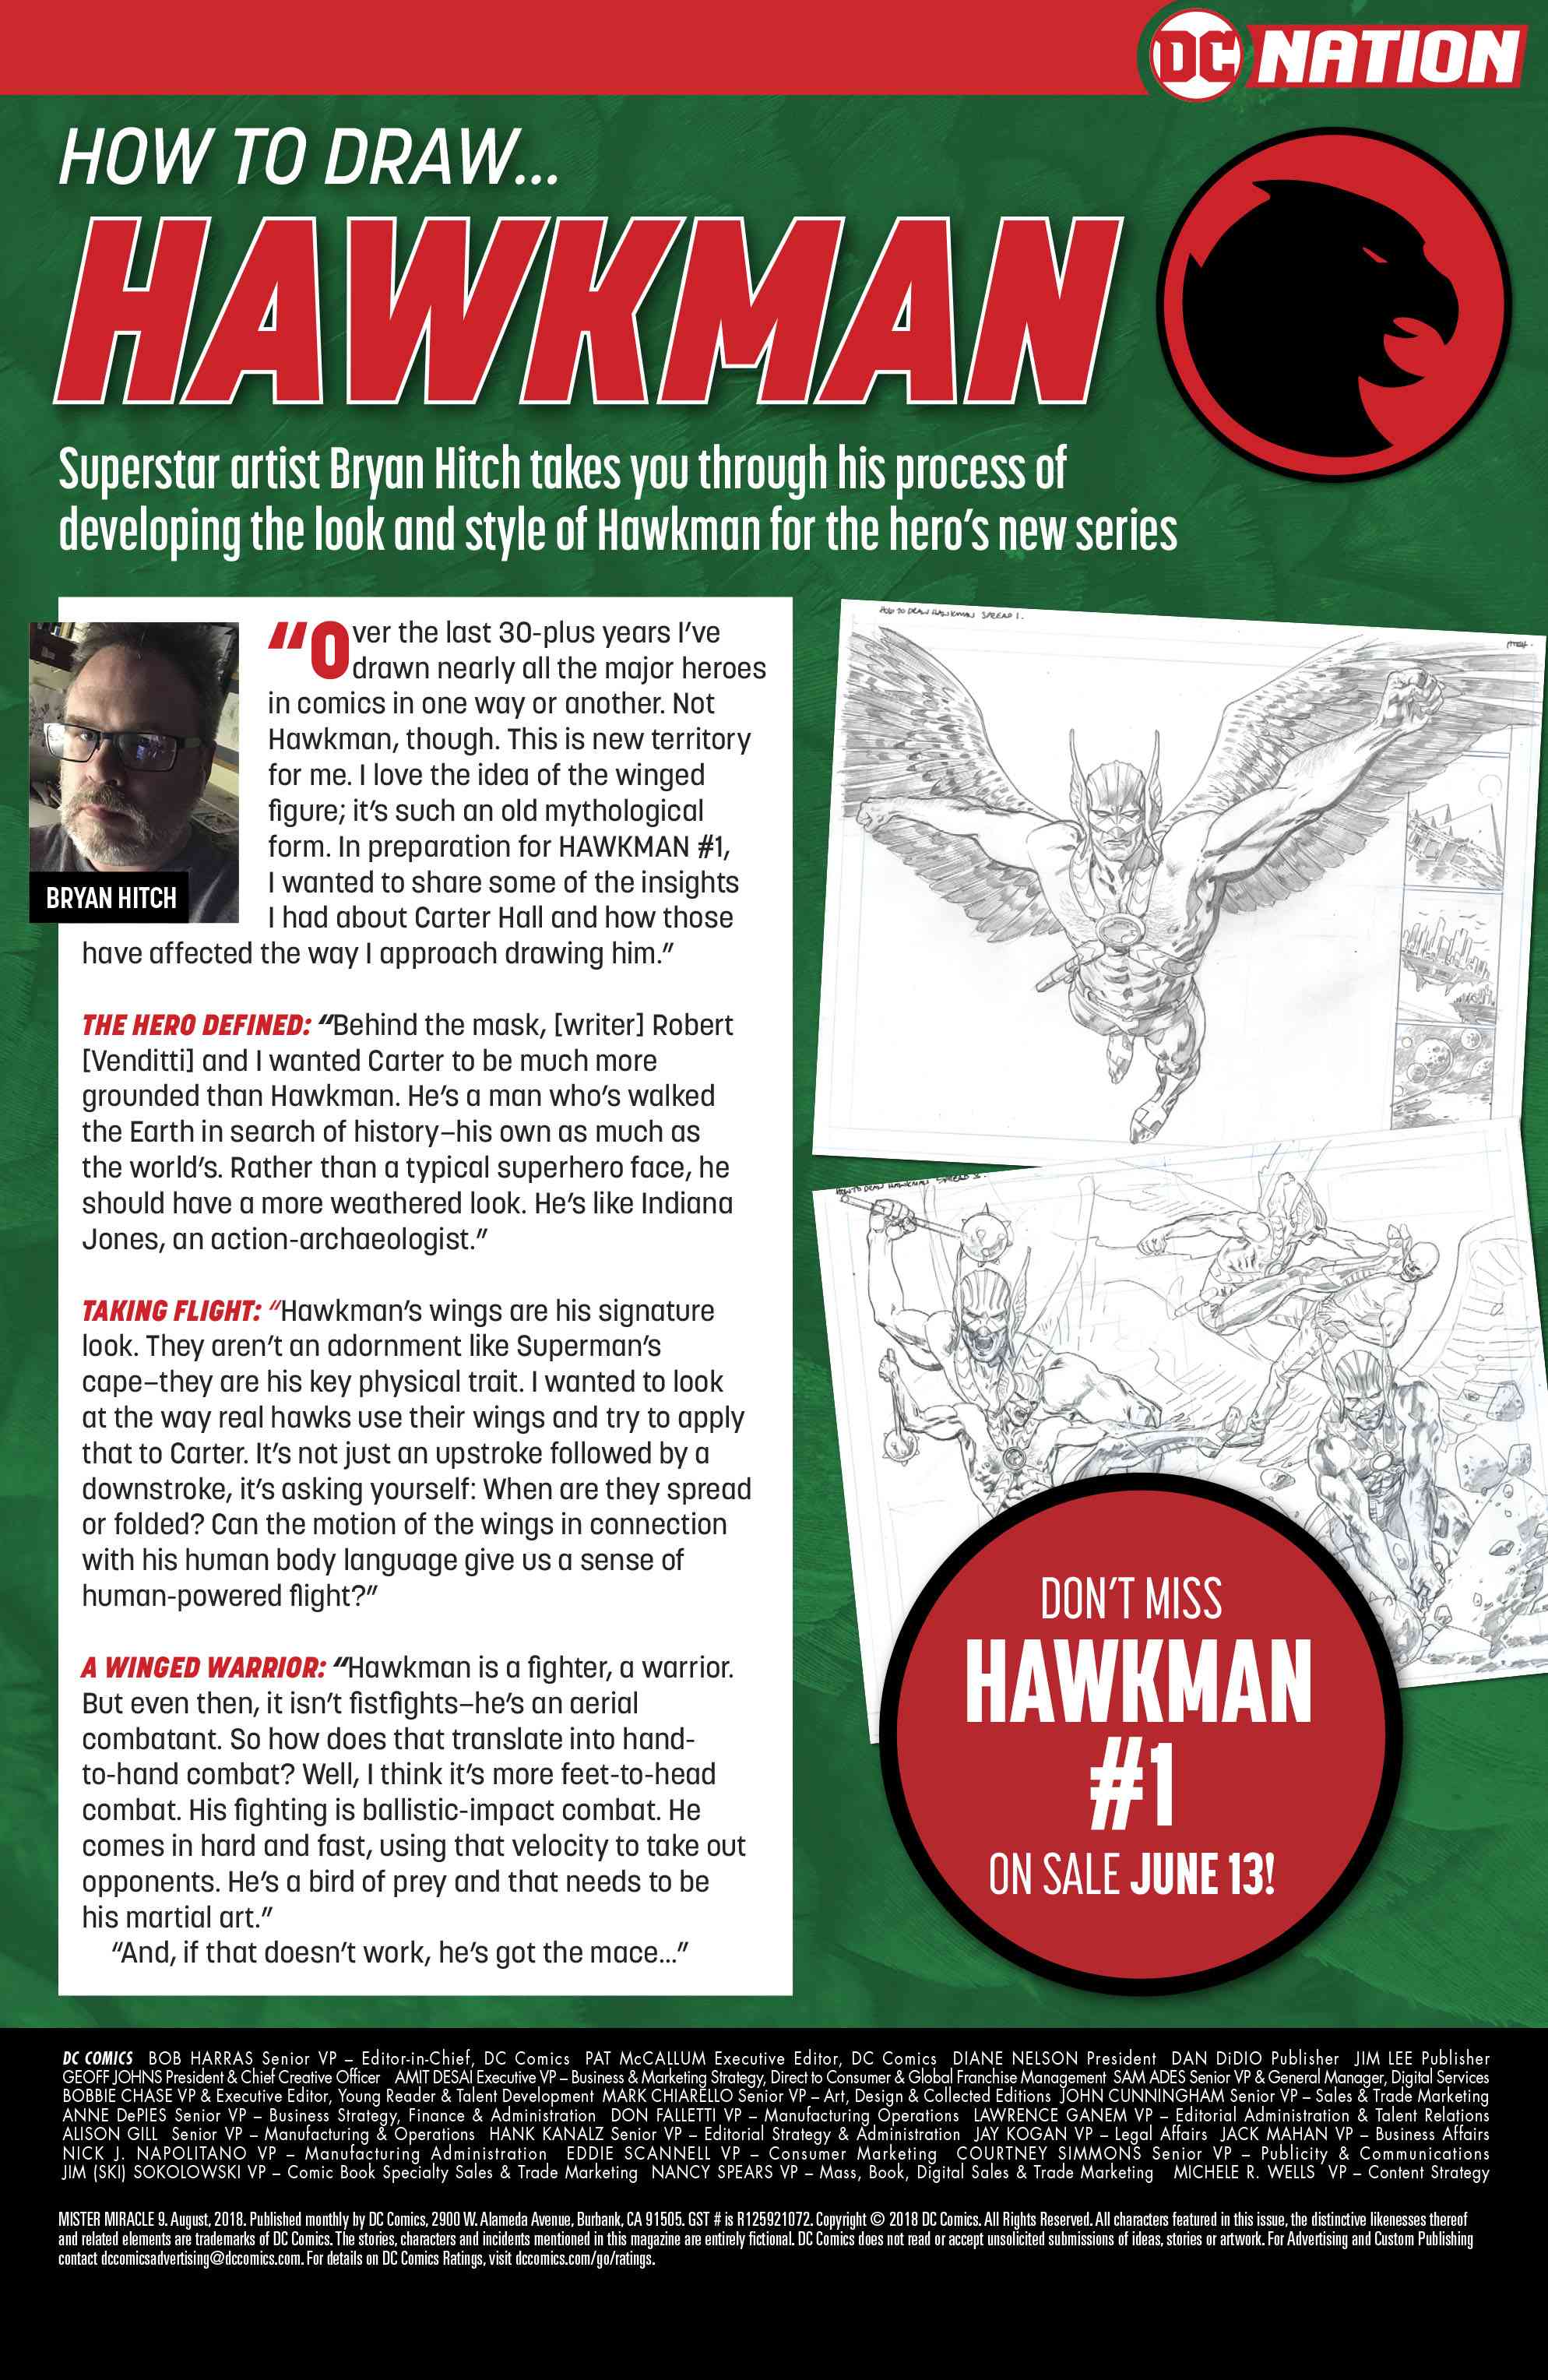 DC NATION
HOW TO DRAW...
HAWKMAN
Superstar artist Bryan Hitch takes you through his process of
developing the look and style of Hawkman for the hero's new series
BRYAN HITCH
"Over the last 30-plus years I've
drawn nearly all the major heroes
in comics in one way or another. Not
Hawkman, though. This is new territory
for me. I love the idea of the winged
figure; it's such an old mythological
form. In preparation for HAWKMAN #1,
I wanted to share some of the insights
I had about Carter Hall and how those
have affected the way I approach drawing him."
THE HERO DEFINED: "Behind the mask, [writer] Robert
[Venditti] and I wanted Carter to be much more
grounded than Hawkman. He's a man who's walked
the Earth in search of history–his own as much as
the world's. Rather than a typical superhero face, he
should have a more weathered look. He's like Indiana
Jones, an action-archaeologist."
TAKING FLIGHT: "Hawkman's wings are his signature
look. They aren't an adornment like Superman's
cape–they are his key physical trait. I wanted to look
at the way real hawks use their wings and try to apply
that to Carter. It's not just an upstroke followed by a
downstroke, it's asking yourself: When are they spread
or folded? Can the motion of the wings in connection
with his human body language give us a sense of
human-powered flight?"
A WINGED WARRIOR: "Hawkman is a fighter, a warrior.
But even then, it isn't fistfights–he's an aerial
combatant. So how does that translate into hand-
to-hand combat? Well, I think it's more feet-to-head
combat. His fighting is ballistic-impact combat. He
comes in hard and fast, using that velocity to take out
opponents. He's a bird of prey and that needs to be
his martial art."
"And, if that doesn't work, he's got the mace..."
HOW TO DRAW HAWKMAN SPREAD 1.
HITCH.
HOW TO DRAW HAWKMAN SPREAD
DON'T MISS
HAWKMAN
#1
ON SALE JUNE 13!
DC COMICS BOB HARRAS Senior VP – Editor-in-Chief, DC Comics PAT McCALLUM Executive Editor, DC Comics DIANE NELSON President DAN DiDIO Publisher JIM LEE Publisher
GEOFF JOHNS President & Chief Creative Officer AMIT DESAI Executive VP – Business & Marketing Strategy, Direct to Consumer & Global Franchise Management SAM ADES Senior VP & General Manager, Digital Services
BOBBIE CHASE VP & Executive Editor, Young Reader & Talent Development MARK CHIARELLO Senior VP – Art, Design & Collected Editions JOHN CUNNINGHAM Senior VP – Sales & Trade Marketing
ANNE DePIES Senior VP – Business Strategy, Finance & Administration DON FALLETTI VP – Manufacturing Operations LAWRENCE GANEM VP – Editorial Administration & Talent Relations
ALISON GILL Senior VP – Manufacturing & Operations HANK KANALZ Senior VP – Editorial Strategy & Administration JAY KOGAN VP – Legal Affairs JACK MAHAN VP – Business Affairs
NICK J. NAPOLITANO VP – Manufacturing Administration EDDIE SCANNELL VP – Consumer Marketing COURTNEY SIMMONS Senior VP – Publicity & Communications
JIM (SKI) SOKOLOWSKI VP – Comic Book Specialty Sales & Trade Marketing NANCY SPEARS VP – Mass, Book, Digital Sales & Trade Marketing MICHELE R. WELLS VP – Content Strategy
MISTER MIRACLE 9. August, 2018. Published monthly by DC Comics, 2900 W. Alameda Avenue, Burbank, CA 91505. GST # is R125921072. Copyright © 2018 DC Comics. All Rights Reserved. All characters featured in this issue, the distinctive likenesses thereof
and related elements are trademarks of DC Comics. The stories, characters and incidents mentioned in this magazine are entirely fictional. DC Comics does not read or accept unsolicited submissions of ideas, stories or artwork. For Advertising and Custom Publishing
contact dccomicsadvertising@dccomics.com. For details on DC Comics Ratings, visit dccomics.com/go/ratings.